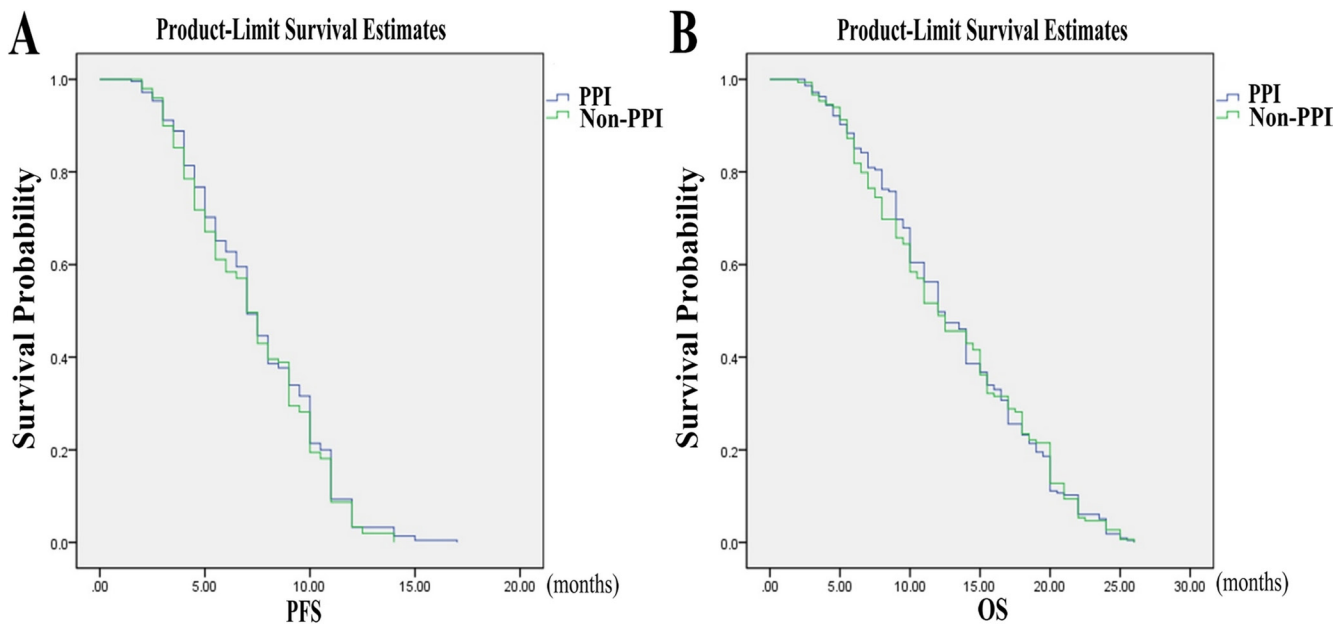 A
Product-Limit Survival Estimates
PPI
Non-PPI
Survival Probability
1.0
0.8
0.6
0.4
0.2
0.0
.00 5.00 10.00 15.00 20.00 (months)
PFS
B
Product-Limit Survival Estimates
PPI
Non-PPI
Survival Probability
1.0
0.8
0.6
0.4
0.2
0.0
.00 5.00 10.00 15.00 20.00 25.00 30.00 (months)
OS